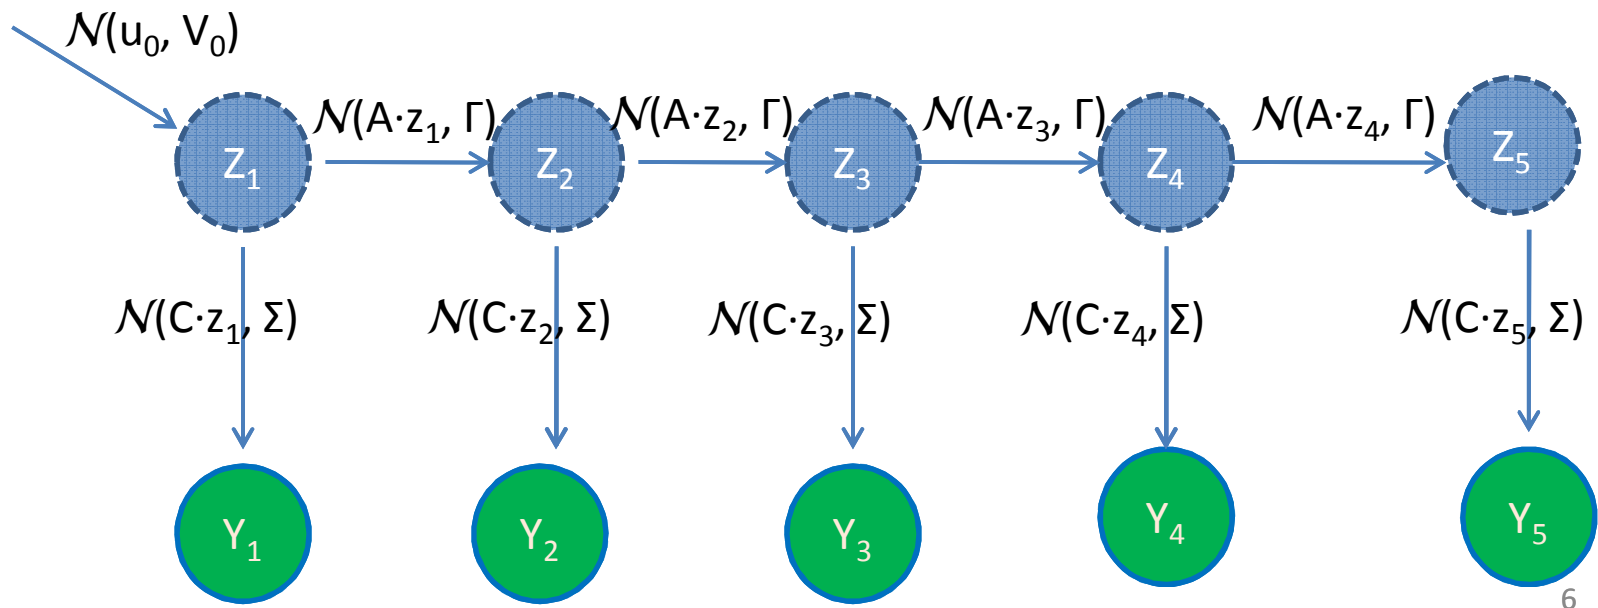 𝒩(u₀, V₀)
𝒩(A·z₁, Γ) 𝒩(A·z₂, Γ) 𝒩(A·z₃, Γ) 𝒩(A·z₄, Γ)
Z₁ Z₂ Z₃ Z₄ Z₅
𝒩(C·z₁, Σ) 𝒩(C·z₂, Σ) 𝒩(C·z₃, Σ) 𝒩(C·z₄, Σ) 𝒩(C·z₅, Σ)
Y₁ Y₂ Y₃ Y₄ Y₅
6